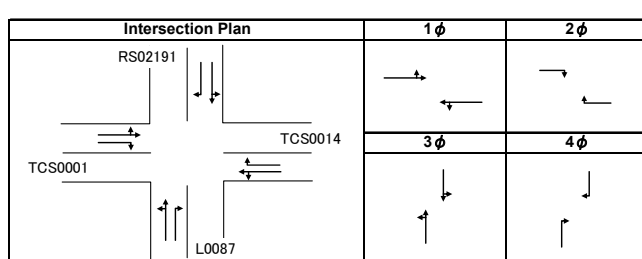 Intersection Plan
1ϕ
2ϕ
RS02191
TCS0014
TCS0001
L0087
3ϕ
4ϕ